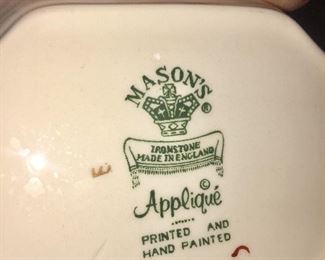 MASON'S
®
IRONSTONE
MADE IN ENGLAND
©
Appliqué
PRINTED AND
HAND PAINTED